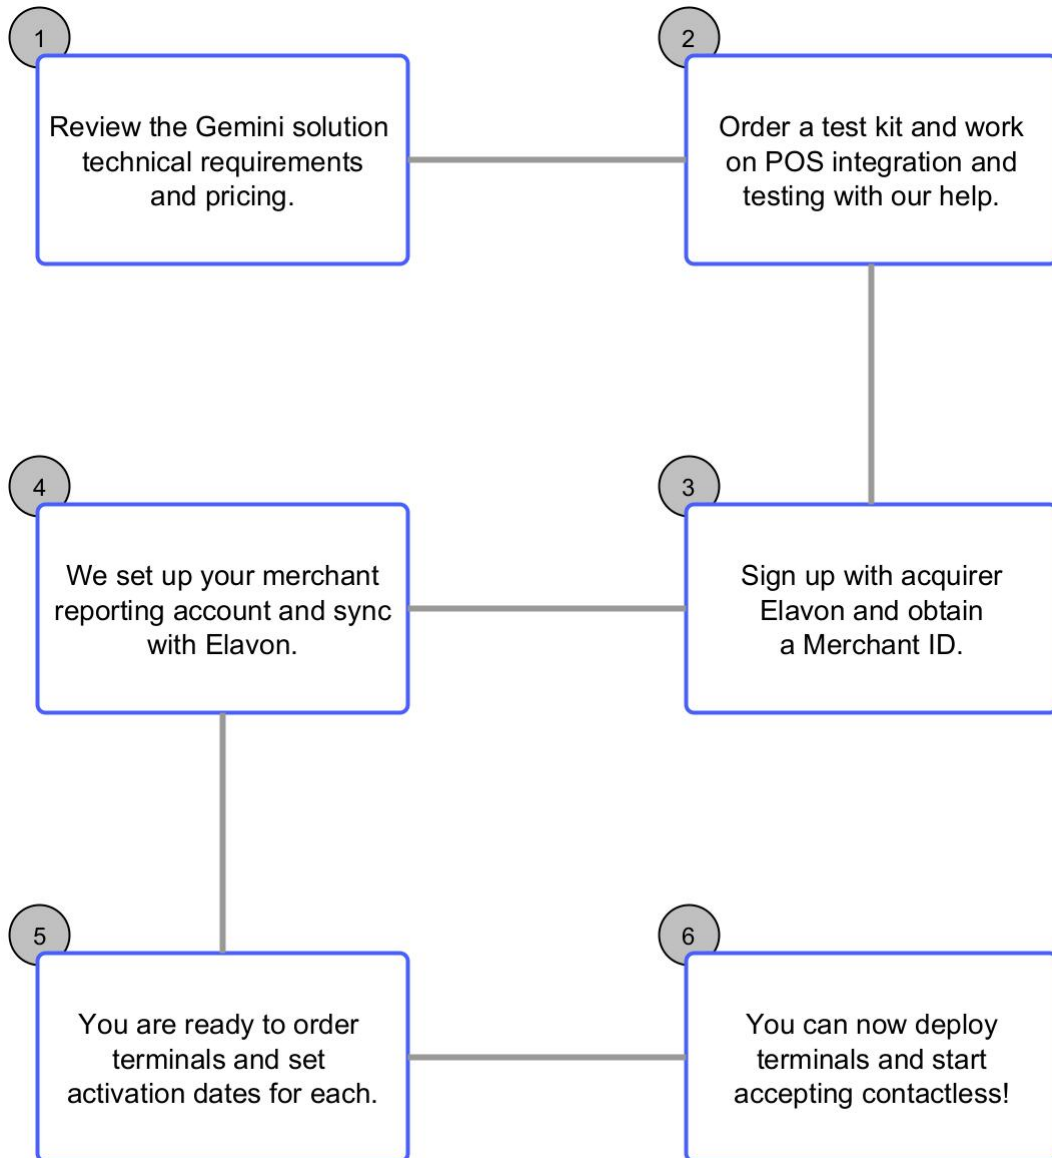 1
Review the Gemini solution
technical requirements
and pricing.
2
Order a test kit and work
on POS integration and
testing with our help.
3
Sign up with acquirer
Elavon and obtain
a Merchant ID.
4
We set up your merchant
reporting account and sync
with Elavon.
5
You are ready to order
terminals and set
activation dates for each.
6
You can now deploy
terminals and start
accepting contactless!